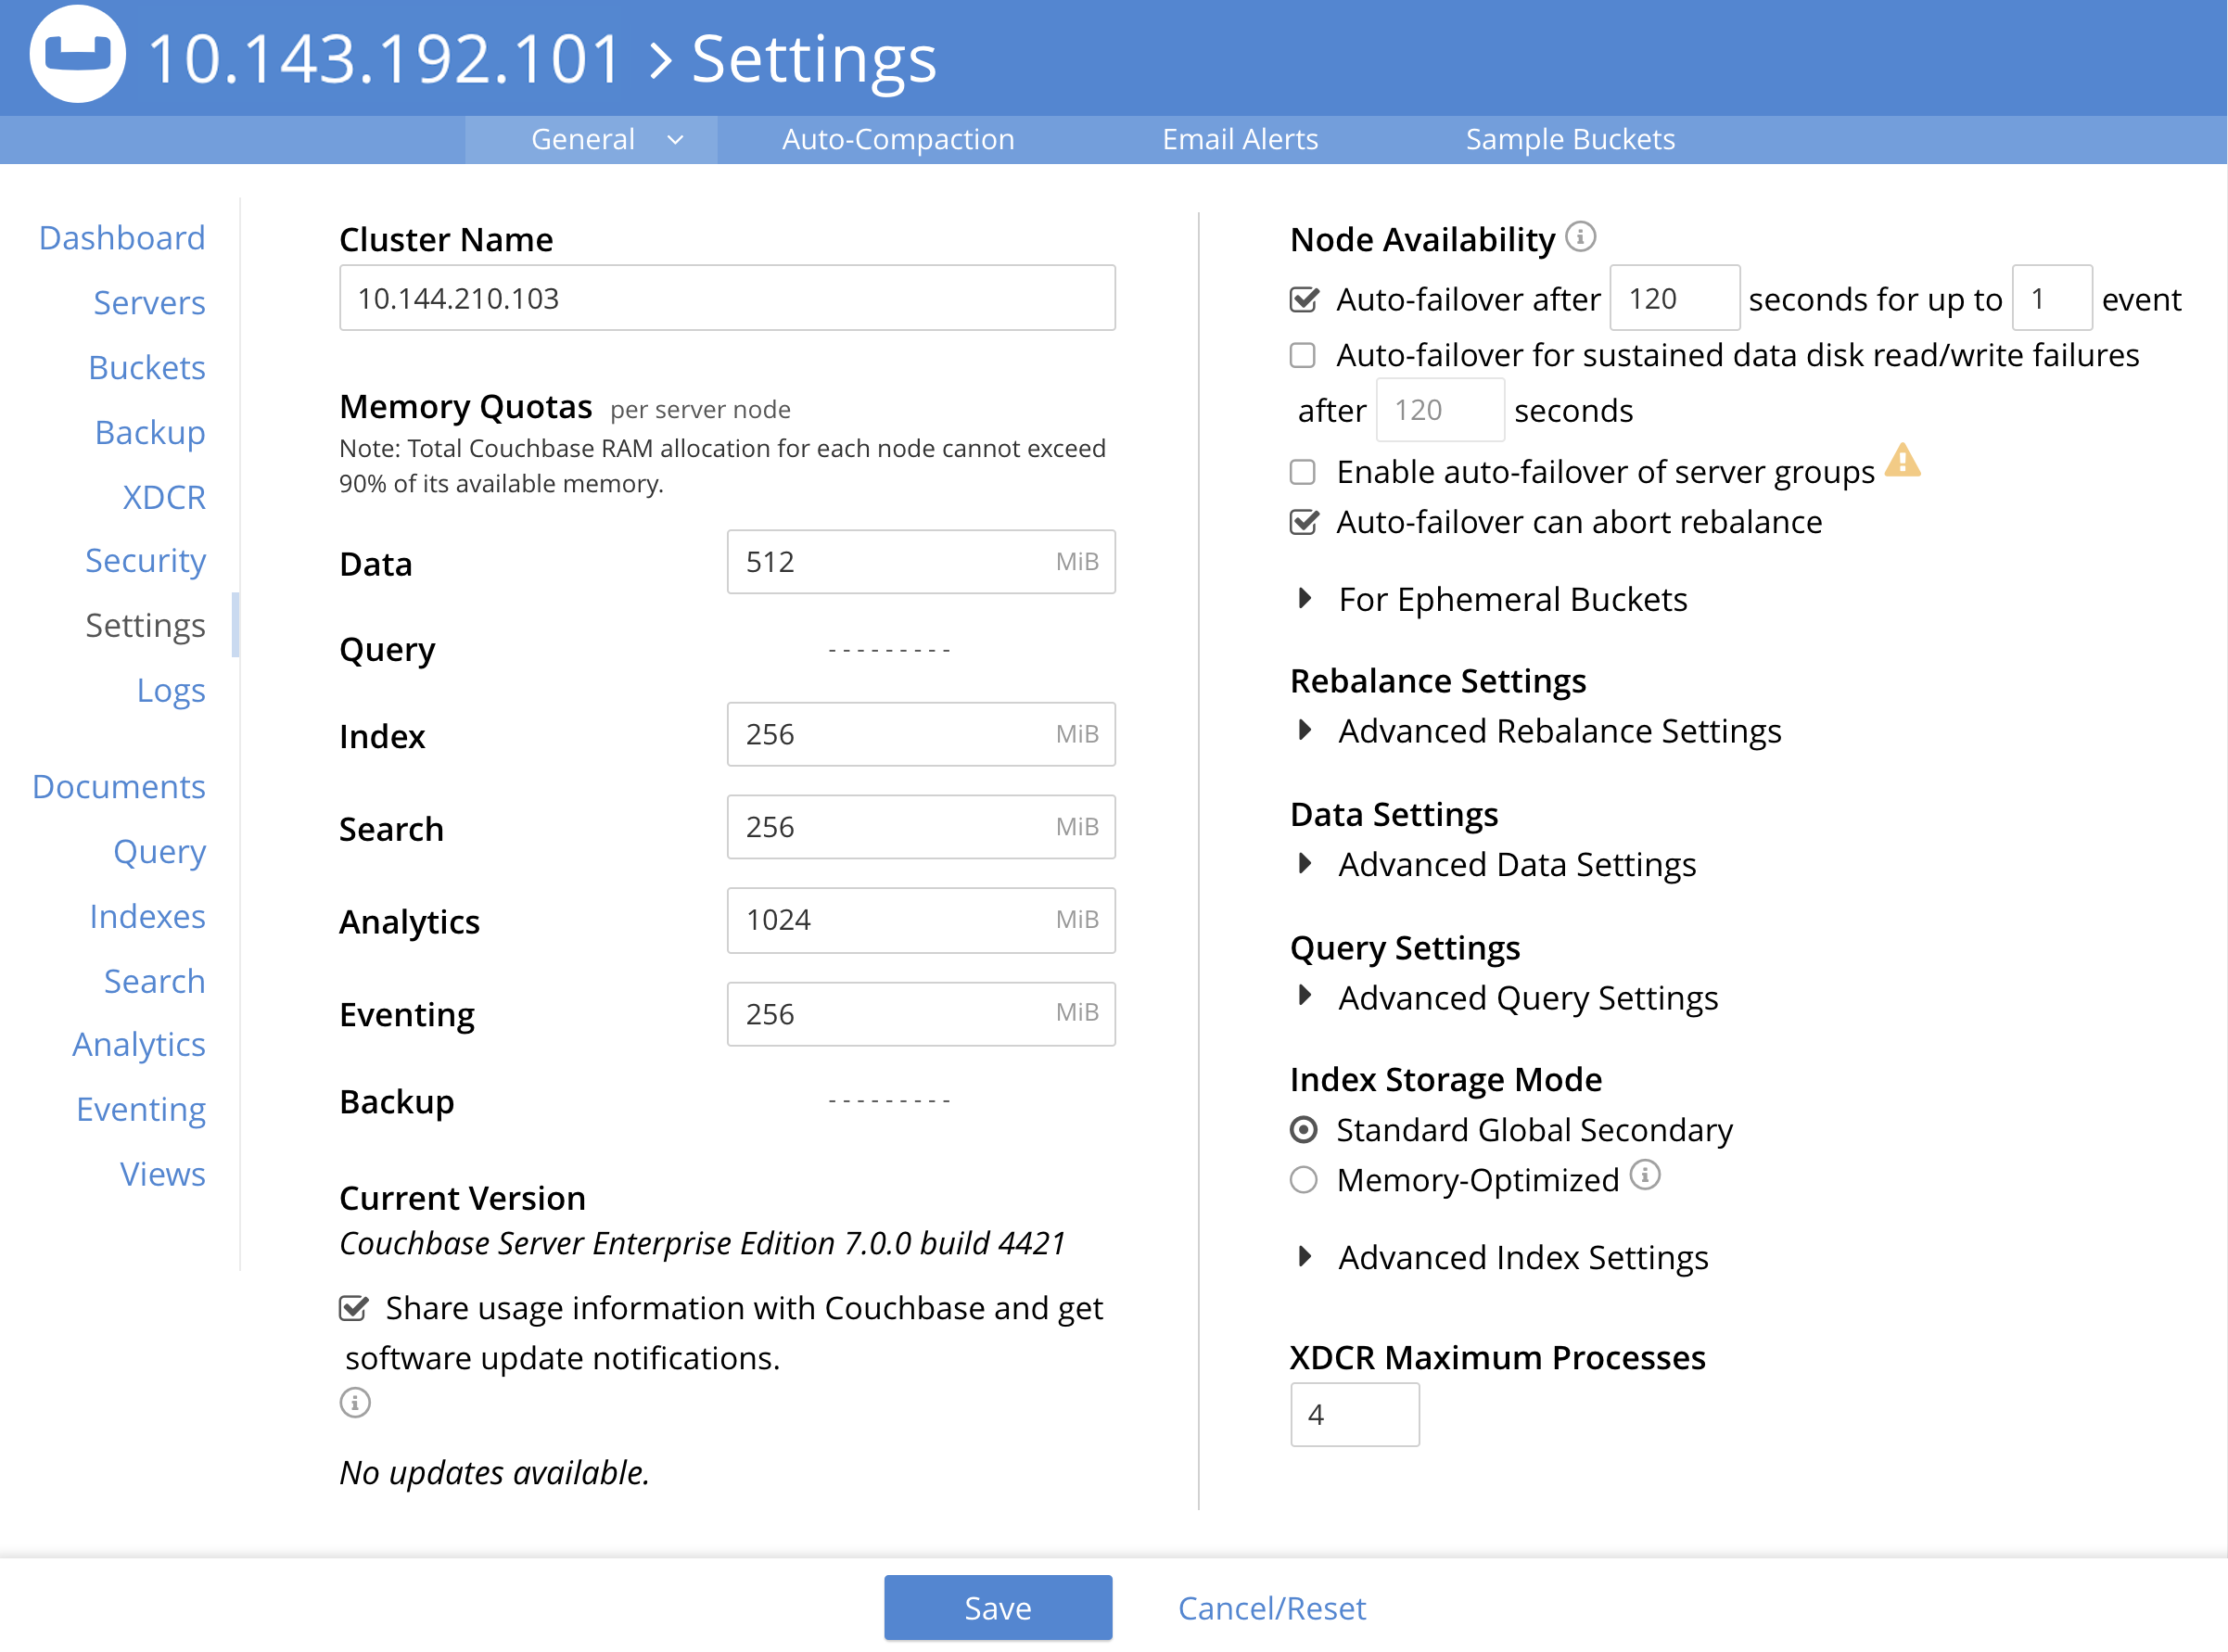 10.143.192.101 > Settings
General Auto-Compaction Email Alerts Sample Buckets
Dashboard
Servers
Buckets
Backup
XDCR
Security
Settings
Logs
Documents
Query
Indexes
Search
Analytics
Eventing
Views
Cluster Name
10.144.210.103
Memory Quotas per server node
Note: Total Couchbase RAM allocation for each node cannot exceed
90% of its available memory.
Data 512 MiB
Query ---------
Index 256 MiB
Search 256 MiB
Analytics 1024 MiB
Eventing 256 MiB
Backup ---------
Current Version
Couchbase Server Enterprise Edition 7.0.0 build 4421
Share usage information with Couchbase and get
software update notifications.
No updates available.
Node Availability
Auto-failover after 120 seconds for up to 1 event
Auto-failover for sustained data disk read/write failures
after 120 seconds
Enable auto-failover of server groups
Auto-failover can abort rebalance
For Ephemeral Buckets
Rebalance Settings
Advanced Rebalance Settings
Data Settings
Advanced Data Settings
Query Settings
Advanced Query Settings
Index Storage Mode
Standard Global Secondary
Memory-Optimized
Advanced Index Settings
XDCR Maximum Processes
4
Save Cancel/Reset